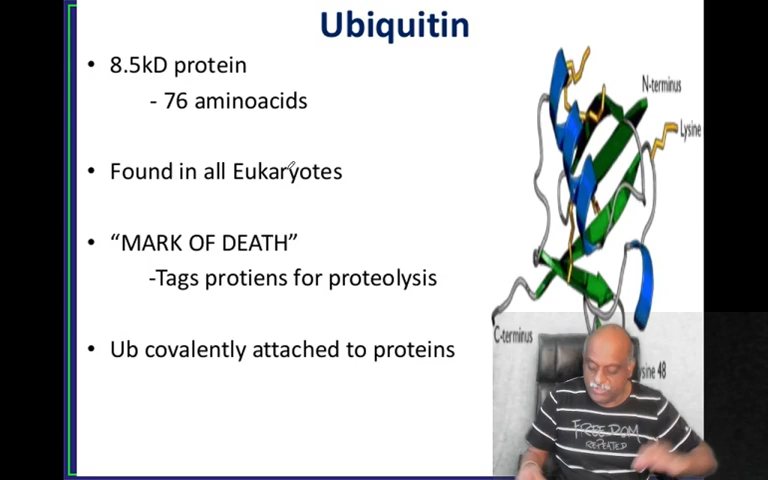 Ubiquitin
• 8.5kD protein
- 76 aminoacids
• Found in all Eukaryotes
• “MARK OF DEATH”
-Tags protiens for proteolysis
• Ub covalently attached to proteins
N-terminus
Lysine
C-terminus
sine 48
FREEDOM
REPEATED